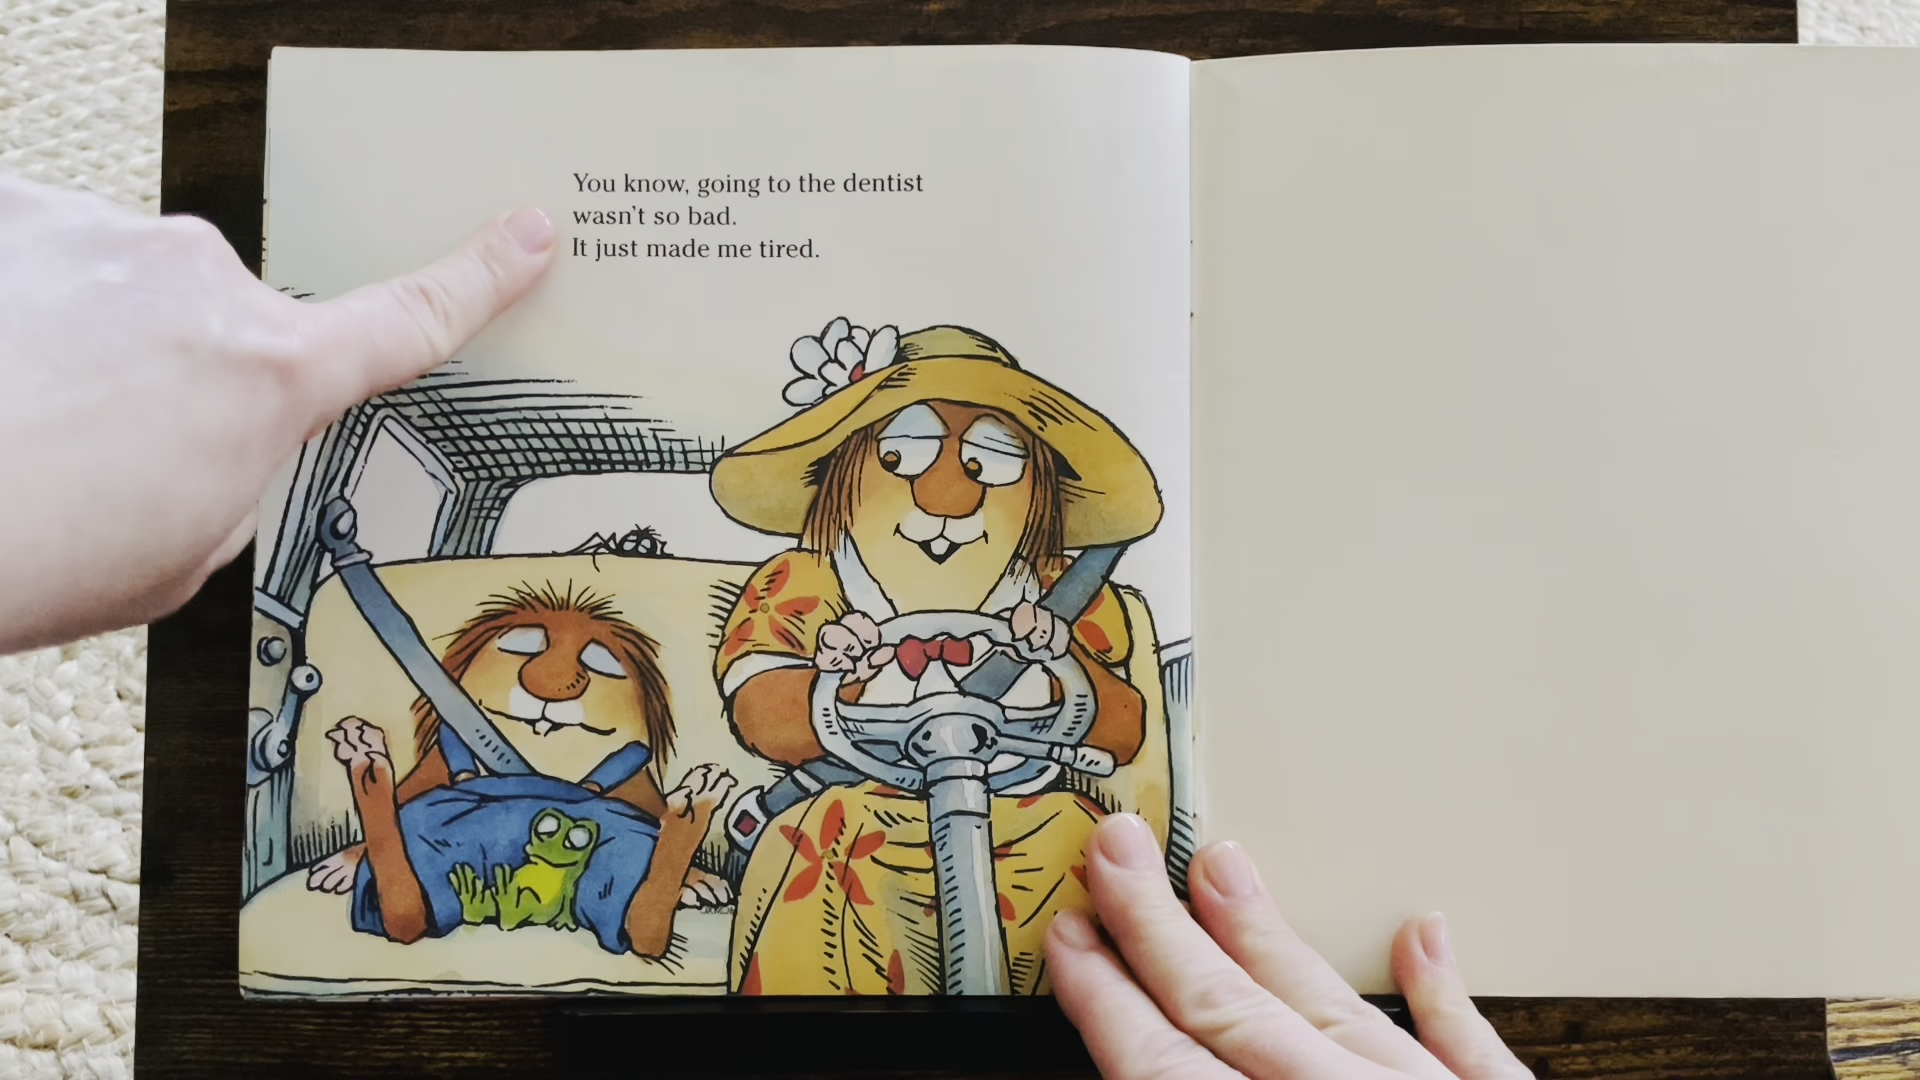 You know, going to the dentist
wasn't so bad.
It just made me tired.